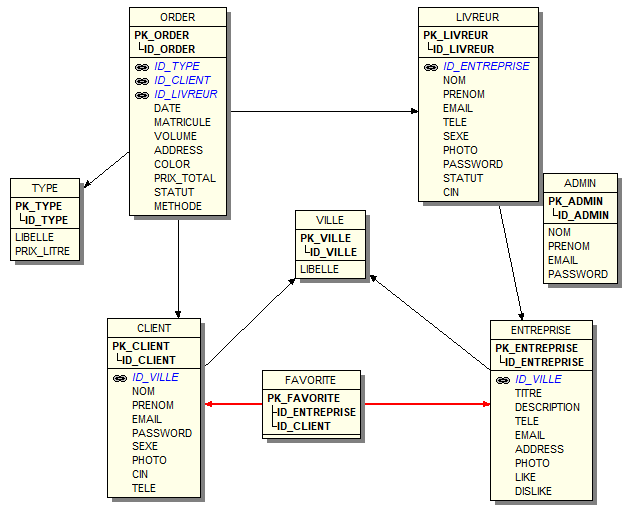 ORDER
PK_ORDER
ID_ORDER
ID_TYPE
ID_CLIENT
ID_LIVREUR
DATE
MATRICULE
VOLUME
ADDRESS
COLOR
PRIX_TOTAL
STATUT
METHODE
LIVREUR
PK_LIVREUR
ID_LIVREUR
ID_ENTREPRISE
NOM
PRENOM
EMAIL
TELE
SEXE
PHOTO
PASSWORD
STATUT
CIN
TYPE
PK_TYPE
ID_TYPE
LIBELLE
PRIX_LITRE
ADMIN
PK_ADMIN
ID_ADMIN
NOM
PRENOM
EMAIL
PASSWORD
VILLE
PK_VILLE
ID_VILLE
LIBELLE
CLIENT
PK_CLIENT
ID_CLIENT
ID_VILLE
NOM
PRENOM
EMAIL
PASSWORD
SEXE
PHOTO
CIN
TELE
FAVORITE
PK_FAVORITE
ID_ENTREPRISE
ID_CLIENT
ENTREPRISE
PK_ENTREPRISE
ID_ENTREPRISE
ID_VILLE
TITRE
DESCRIPTION
TELE
EMAIL
ADDRESS
PHOTO
LIKE
DISLIKE